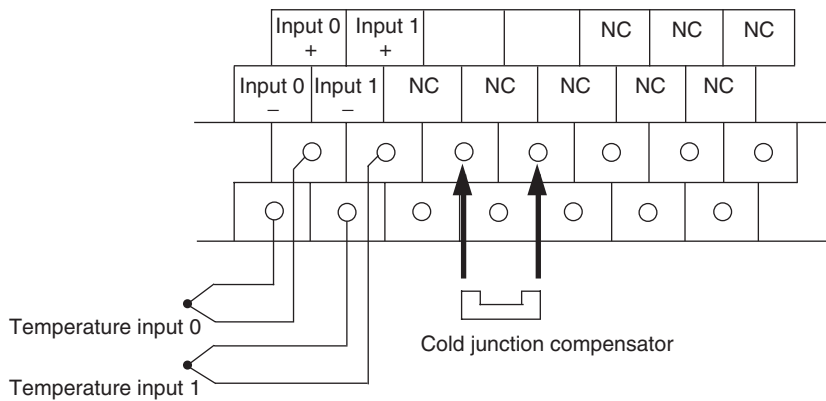 Input 0 Input 1 NC NC NC
+ +
Input 0 Input 1 NC NC NC NC NC
– –
Temperature input 0
Cold junction compensator
Temperature input 1